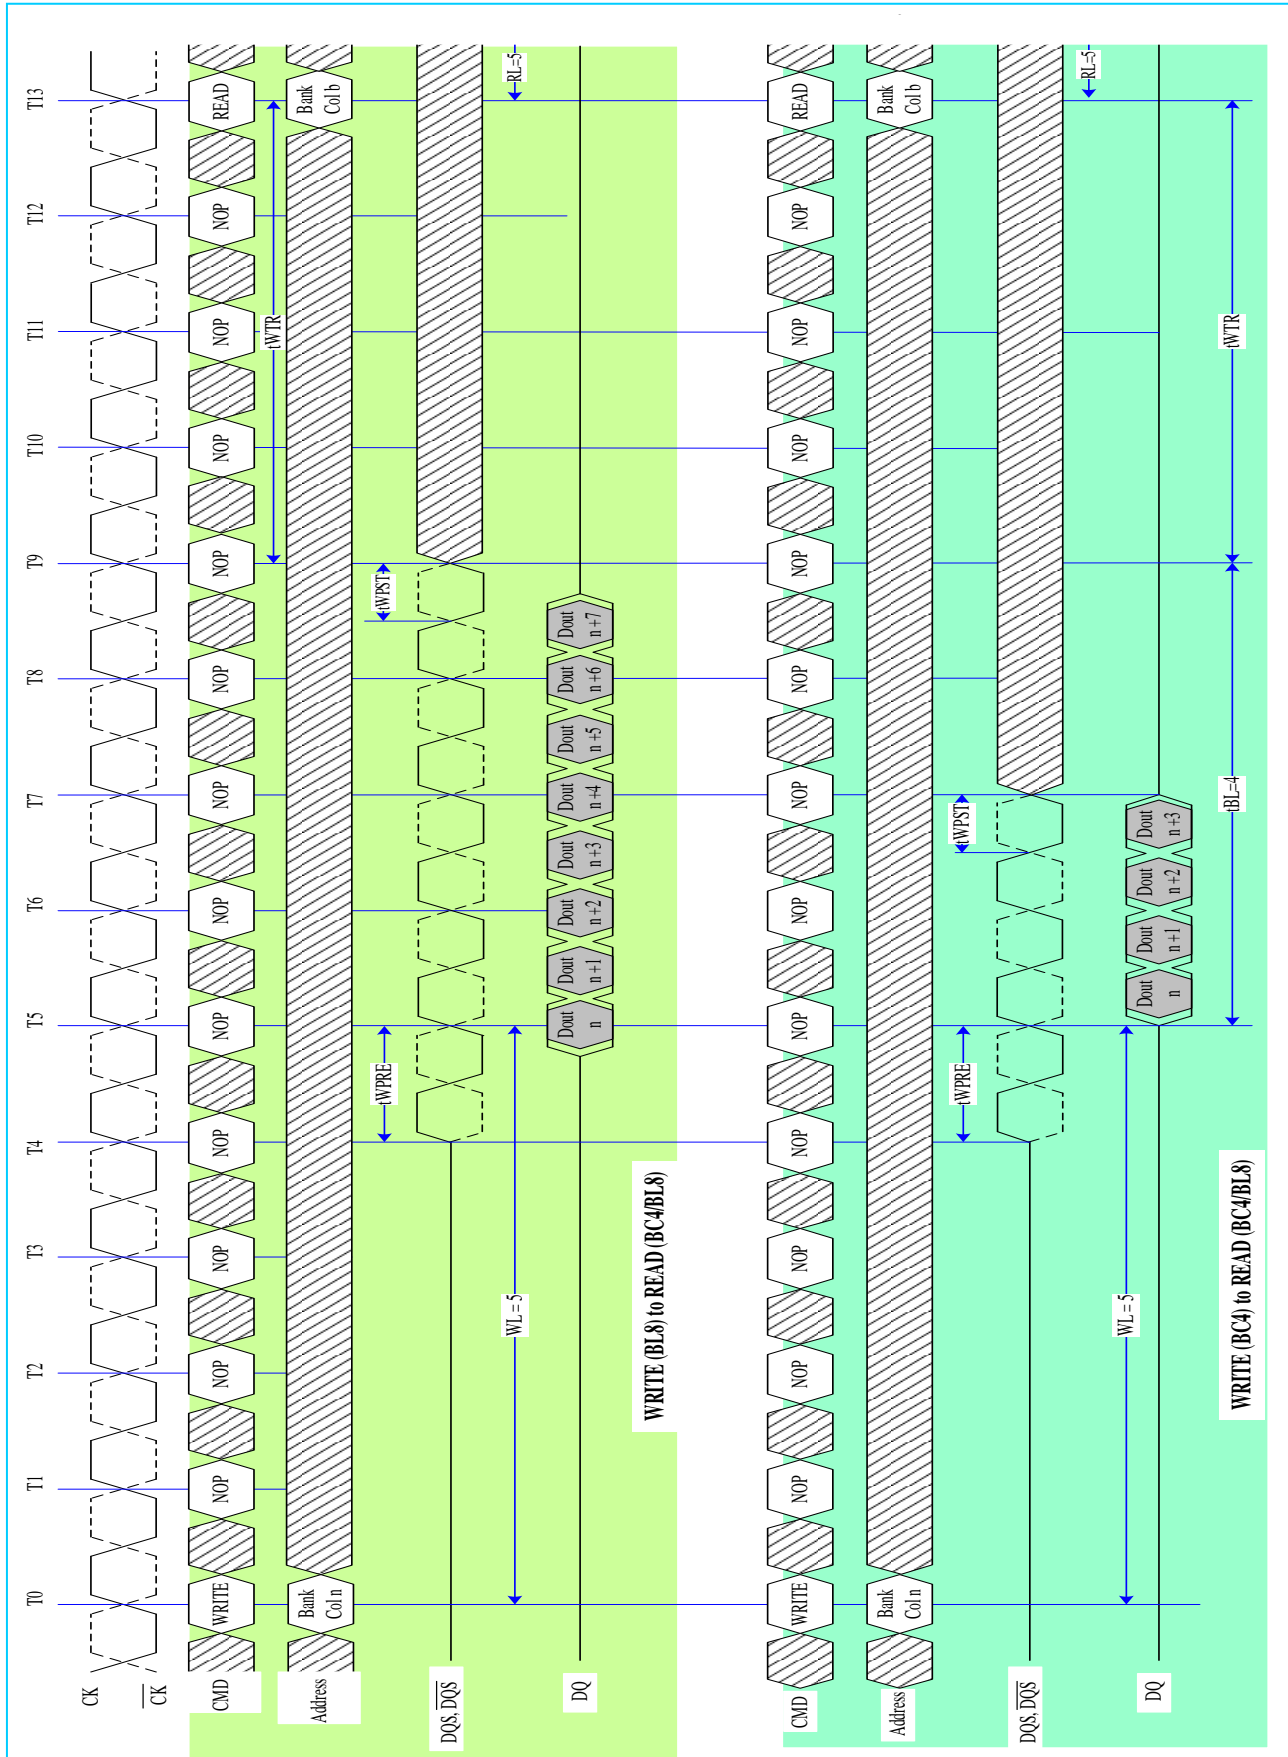 T0 T1 T2 T3 T4 T5 T6 T7 T8 T9 T10 T11 T12 T13
CK
CK
CMD WRITE NOP NOP NOP NOP NOP NOP NOP NOP NOP NOP NOP NOP READ
tWTR
Address Bank Col n Bank Col b
tWPRE tWPST
DQS, DQS
WL = 5 RL=5
DQ Dout n Dout n+1 Dout n+2 Dout n+3 Dout n+4 Dout n+5 Dout n+6 Dout n+7
WRITE (BL8) to READ (BC4/BL8)
CMD WRITE NOP NOP NOP NOP NOP NOP NOP NOP NOP NOP NOP NOP READ
Address Bank Col n Bank Col b
tWPRE tWPST
DQS, DQS
RL=5
WL = 5
DQ Dout n Dout n+1 Dout n+2 Dout n+3
tBL=4 tWTR
WRITE (BC4) to READ (BC4/BL8)